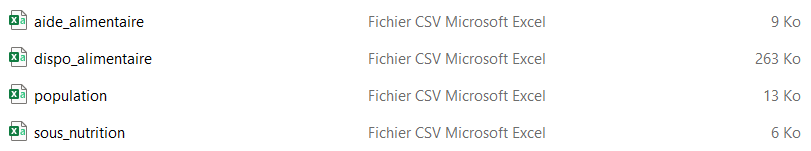 aide_alimentaire Fichier CSV Microsoft Excel 9 Ko
dispo_alimentaire Fichier CSV Microsoft Excel 263 Ko
population Fichier CSV Microsoft Excel 13 Ko
sous_nutrition Fichier CSV Microsoft Excel 6 Ko